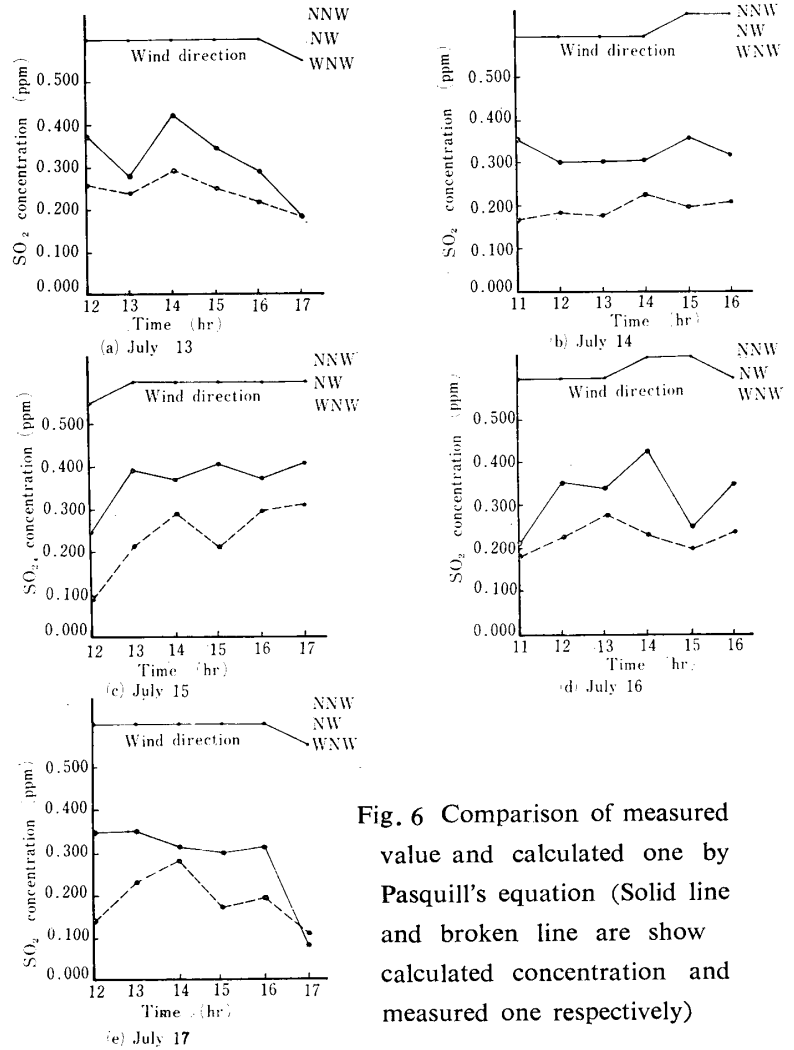 NNW
NW
WNW
Wind direction
SO₂ concentration (ppm)
0.500
0.400
0.300
0.200
0.100
0.000
12 13 14 15 16 17
Time (hr)
(a) July 13
NNW
NW
WNW
Wind direction
SO₂ concentration (ppm)
0.500
0.400
0.300
0.200
0.100
0.000
11 12 13 14 15 16
Time (hr)
(b) July 14
NNW
NW
WNW
Wind direction
SO₂ concentration (ppm)
0.500
0.400
0.300
0.200
0.100
0.000
12 13 14 15 16 17
Time (hr)
(c) July 15
NNW
NW
WNW
Wind direction
SO₂ concentration (ppm)
0.500
0.400
0.300
0.200
0.100
0.000
11 12 13 14 15 16
Time (hr)
(d) July 16
NNW
NW
WNW
Wind direction
SO₂ concentration (ppm)
0.500
0.400
0.300
0.200
0.100
0.000
12 13 14 15 16 17
Time (hr)
(e) July 17
Fig. 6 Comparison of measured
value and calculated one by
Pasquill's equation (Solid line
and broken line are show
calculated concentration and
measured one respectively)